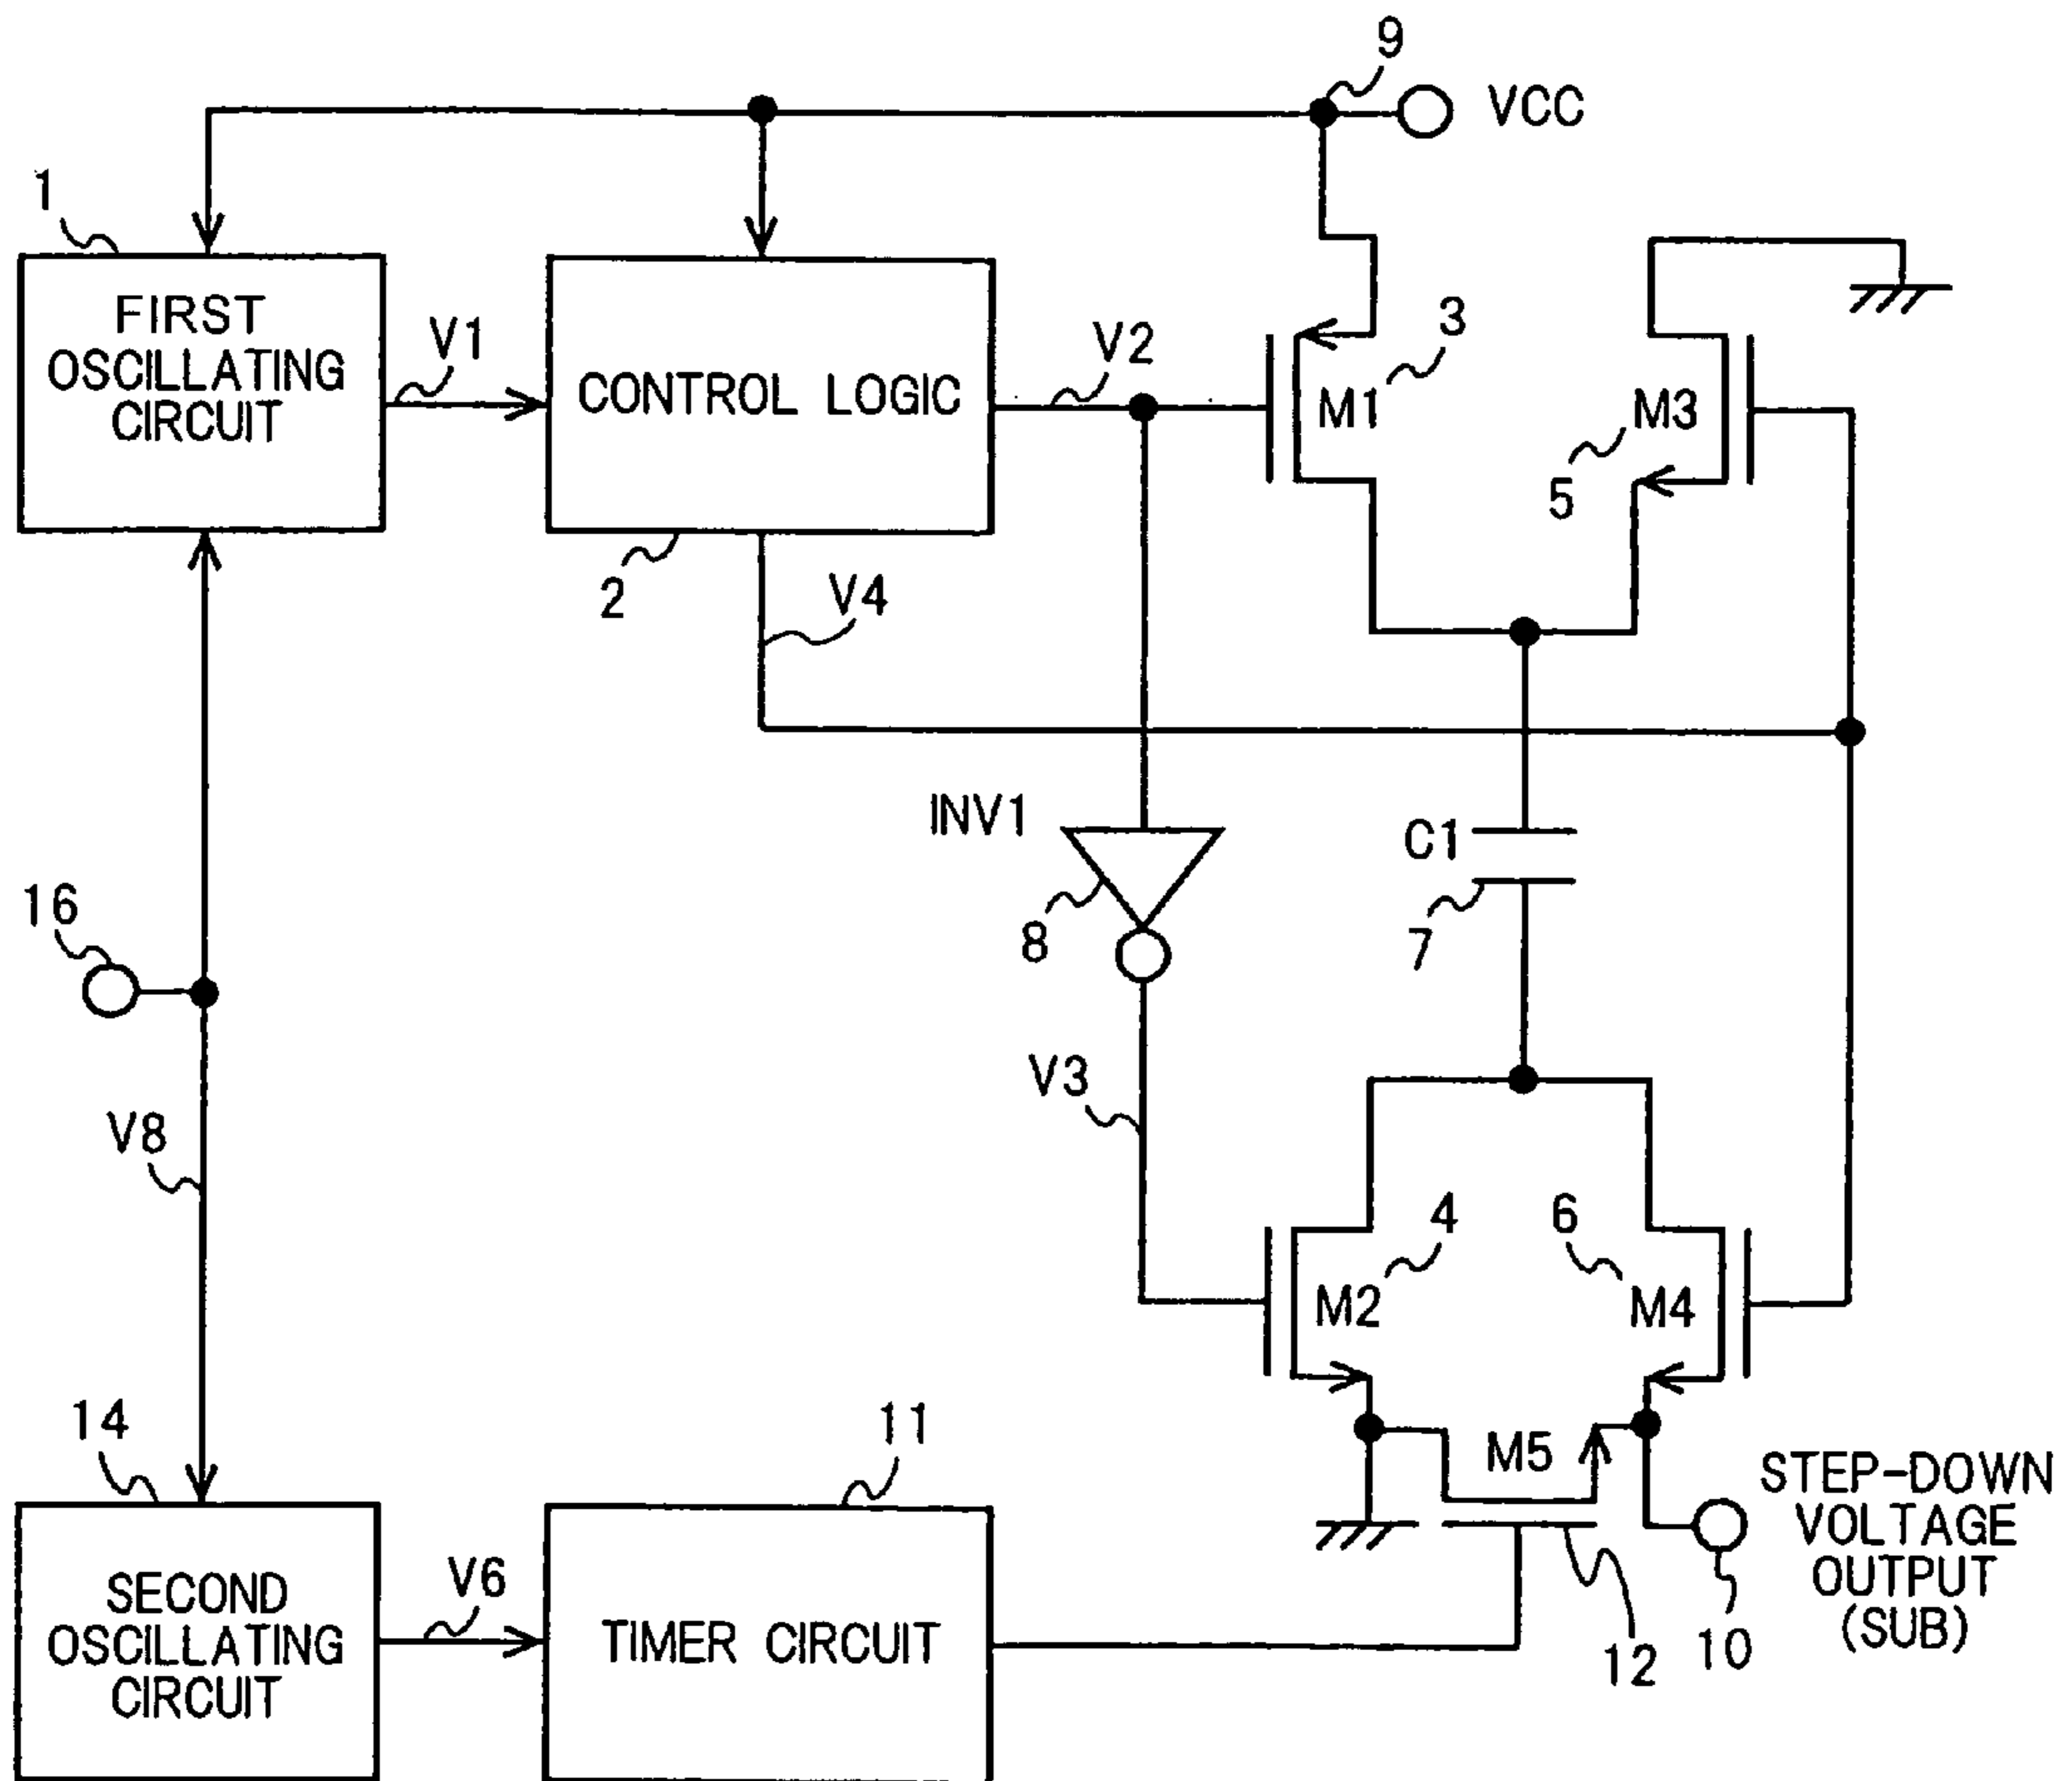 9
VCC
1
FIRST
OSCILLATING
CIRCUIT
V1
CONTROL LOGIC
2
V2
3
M1
M3
5
V4
INV1
8
C1
7
16
V3
V8
4
M2
6
M4
14
11
M5
STEP-DOWN
VOLTAGE
OUTPUT
(SUB)
SECOND
OSCILLATING
CIRCUIT
V6
TIMER CIRCUIT
12
10